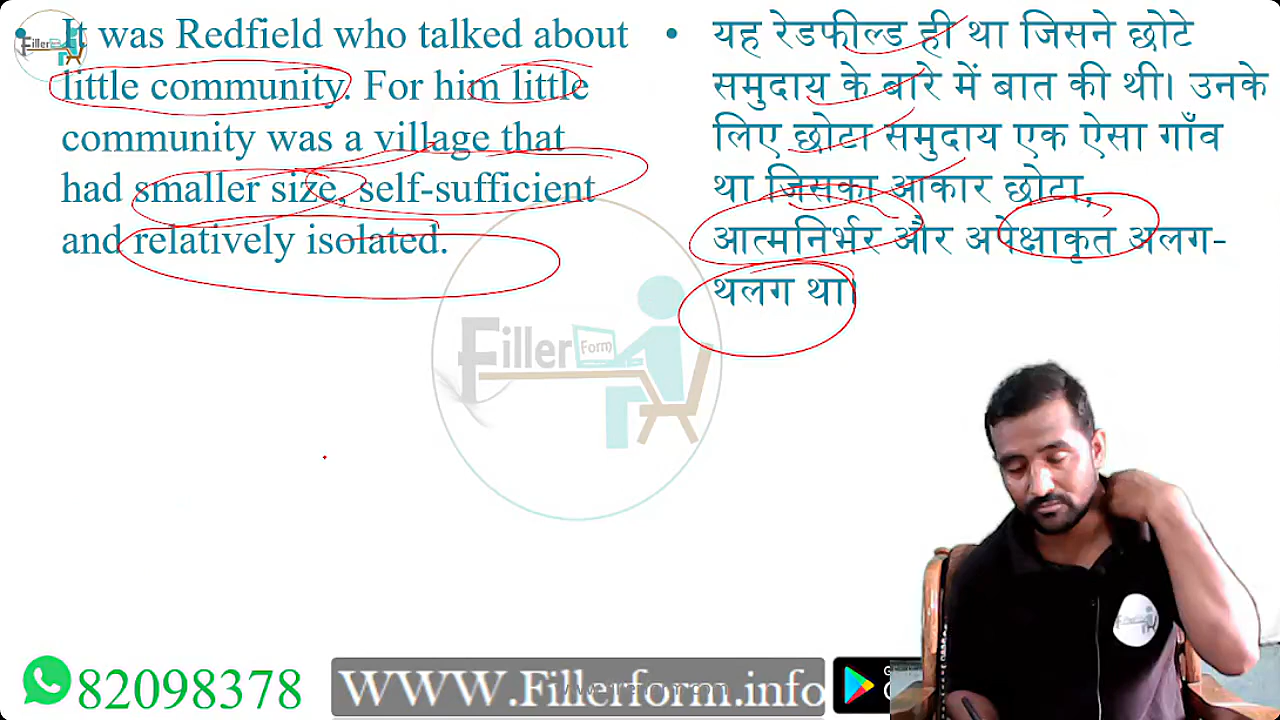 It was Redfield who talked about
little community. For him little
community was a village that
had smaller size, self-sufficient
and relatively isolated.
यह रेडफील्ड ही था जिसने छोटे
समुदाय के बारे में बात की थी। उनके
लिए छोटा समुदाय एक ऐसा गाँव
था जिसका आकार छोटा,
आत्मनिर्भर और अपेक्षाकृत अलग-
थलग था।
Filler
Form
82098378
WWW.Fillerform.info